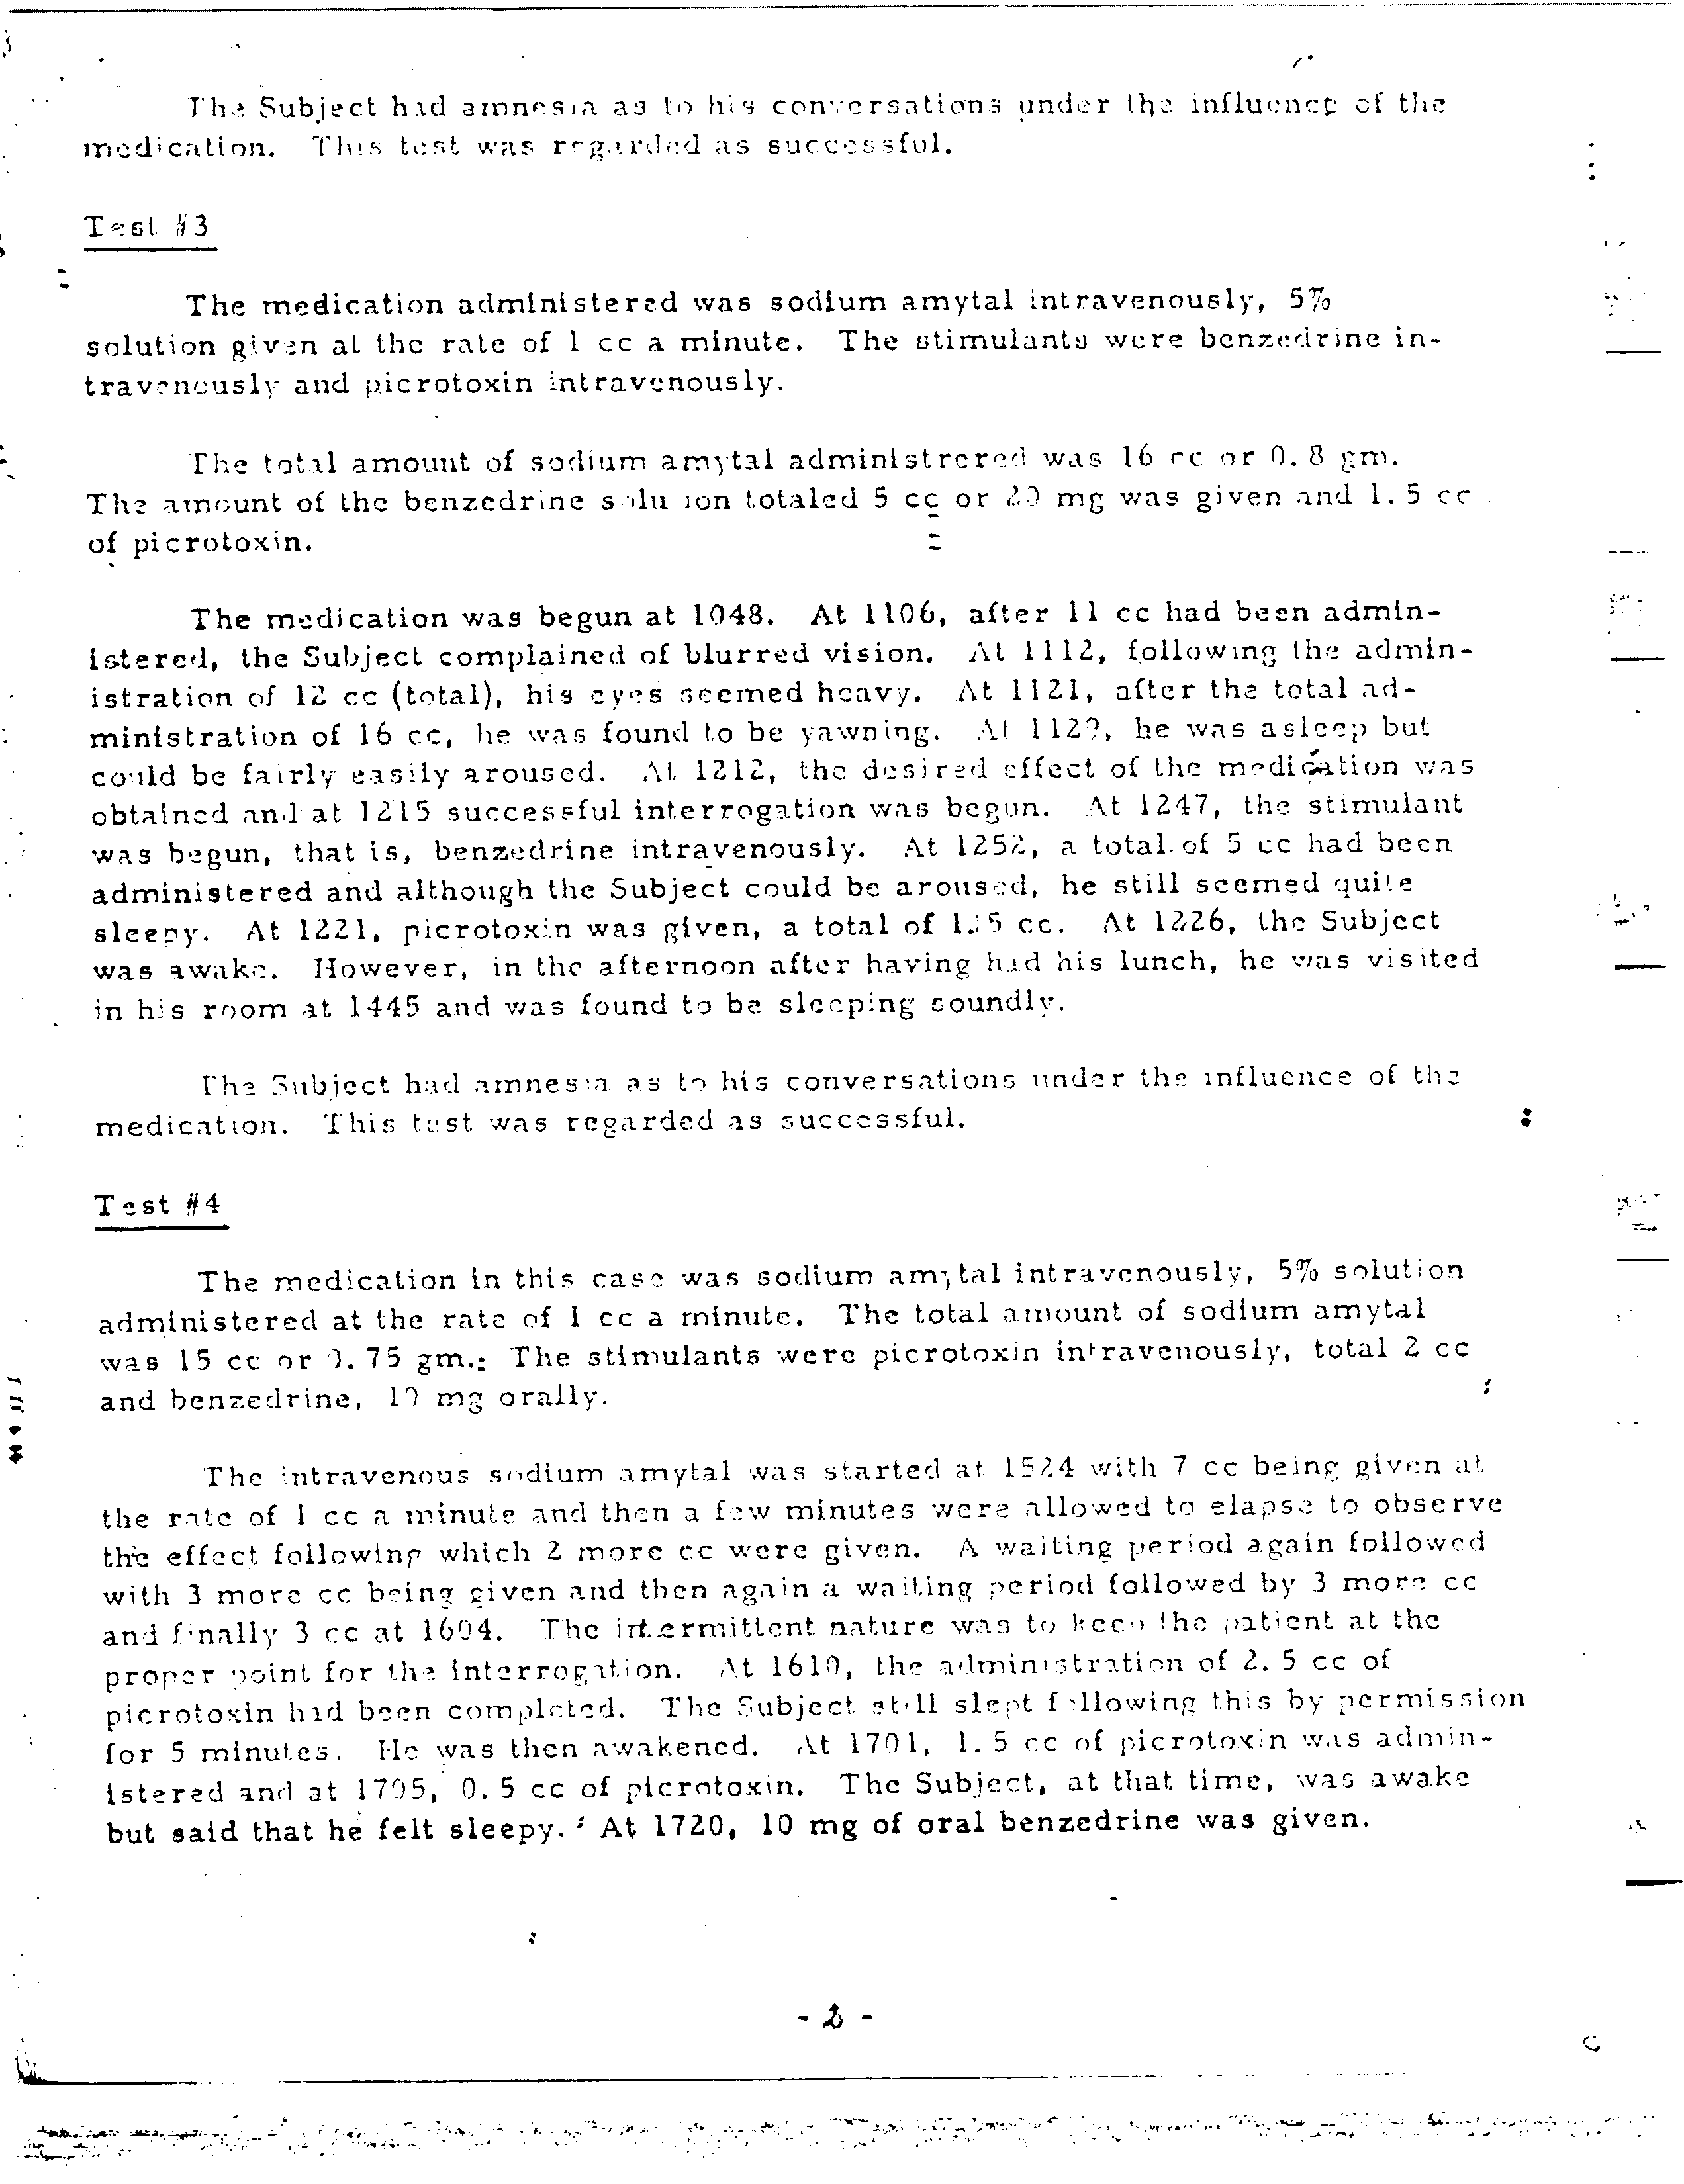 The Subject had amnesia as to his conversations under the influence of the
medication. This test was regarded as successful.
Test #3
The medication administered was sodium amytal intravenously, 5%
solution given at the rate of 1 cc a minute. The stimulants were benzedrine in-
travenously and picrotoxin intravenously.
The total amount of sodium amytal administrered was 16 cc or 0.8 gm.
The amount of the benzedrine solution totaled 5 cc or 20 mg was given and 1.5 cc
of picrotoxin.
The medication was begun at 1048. At 1106, after 11 cc had been admin-
istered, the Subject complained of blurred vision. At 1112, following the admin-
istration of 12 cc (total), his eyes seemed heavy. At 1121, after the total ad-
ministration of 16 cc, he was found to be yawning. At he was asleep but
could be fairly easily aroused. At 1212, the desired effect of the medication was
obtained and at 1215 successful interrogation was begun. At 1247, the stimulant
was begun, that is, benzedrine intravenously. At 1252, a total of 5 cc had been
administered and although the Subject could be aroused, he still seemed quite
sleepy. At 1221, picrotoxin was given, a total of 1.5 cc. At 1226, the Subject
was awake. However, in the afternoon after having had his lunch, he was visited
in his room at 1445 and was found to be sleeping soundly.
The Subject had amnesia as to his conversations under the influence of the
medication. This test was regarded as successful.
Test #4
The medication in this case was sodium amytal intravenously, 5% solution
administered at the rate of 1 cc a minute. The total amount of sodium amytal
was 15 cc or 0.75 gm. The stimulants were picrotoxin intravenously, total 2 cc
and benzedrine, 10 mg orally.
The intravenous sodium amytal was started at 1524 with 7 cc being given at
the rate of 1 cc a minute and then a few minutes were allowed to elapse to observe
the effect following which 2 more cc were given. A waiting period again followed
with 3 more cc being given and then again a waiting period followed by 3 more cc
and finally 3 cc at 1604. The intermittent nature was to keep the patient at the
proper point for the interrogation. At 1610, the administration of 2.5 cc of
picrotoxin had been completed. The Subject still slept following this by permission
for 5 minutes. He was then awakened. At 1701, 1.5 cc of picrotoxin was admin-
istered and at 1705, 0.5 cc of picrotoxin. The Subject, at that time, was awake
but said that he felt sleepy. At 1720, 10 mg of oral benzedrine was given.
- 2 -